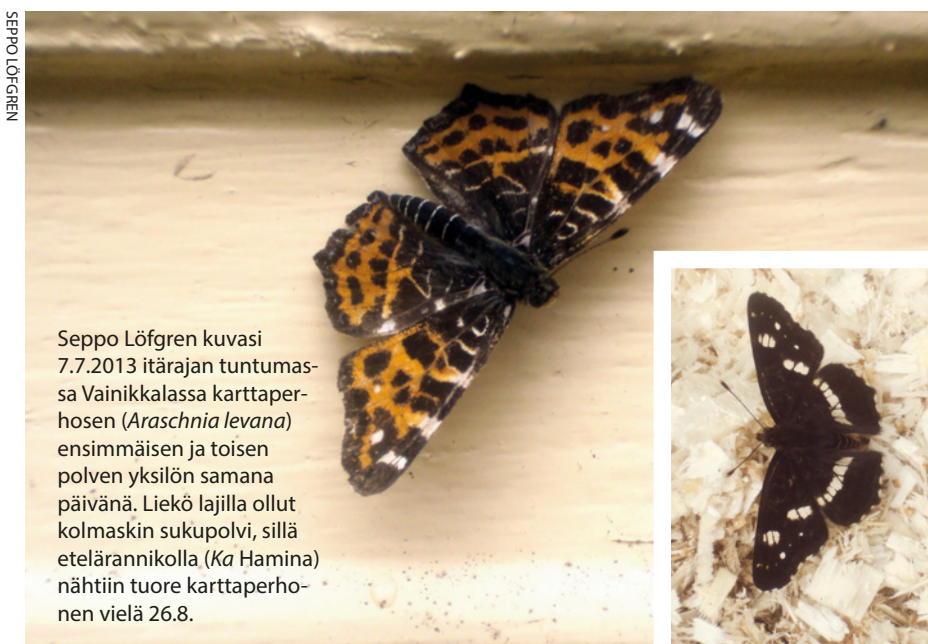 SEPPO LÖFGREN
Seppo Löfgren kuvasi
7.7.2013 itärajan tuntumas-
sa Vainikkalassa karttaper-
hosen (Araschnia levana)
ensimmäisen ja toisen
polven yksilön samana
päivänä. Liekö lajilla ollut
kolmaskin sukupolvi, sillä
etelärannikolla (Ka Hamina)
nähtiin tuore karttaperho-
nen vielä 26.8.